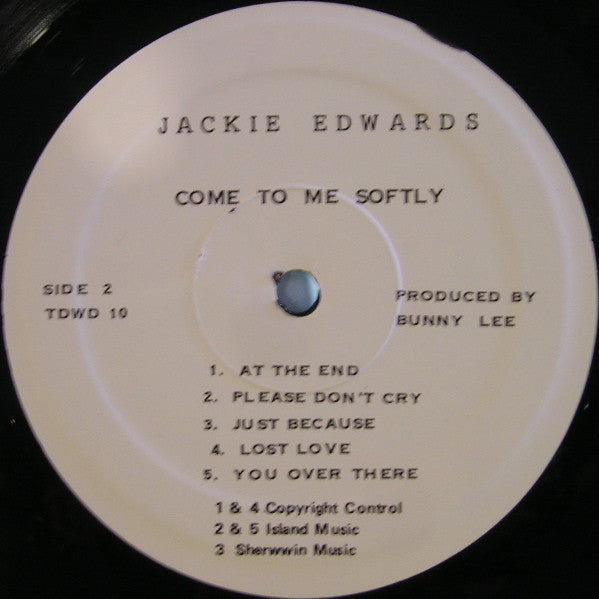 JACKIE EDWARDS
COME TO ME SOFTLY
SIDE 2
TDWD 10
PRODUCED BY
BUNNY LEE
1. AT THE END
2. PLEASE DON'T CRY
3. JUST BECAUSE
4. LOST LOVE
5. YOU OVER THERE
1 & 4 Copyright Control
2 & 5 Island Music
3 Sherwwin Music